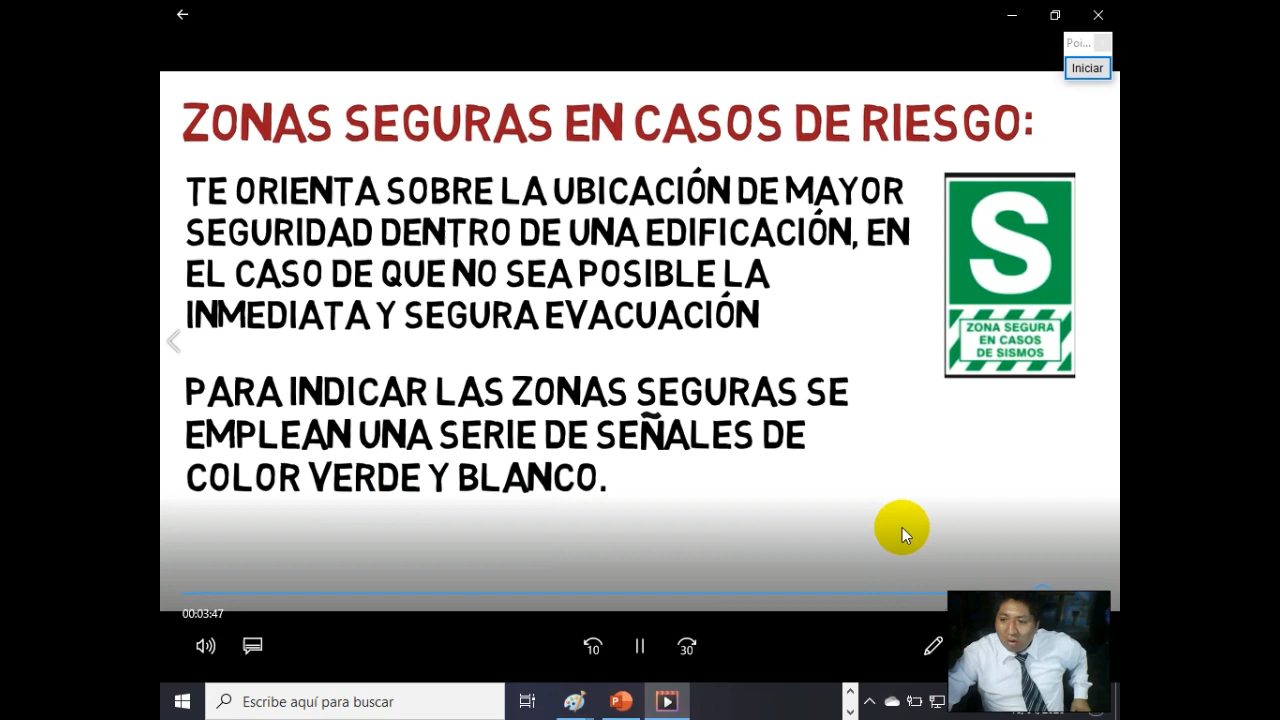 Poi...
Iniciar
ZONAS SEGURAS EN CASOS DE RIESGO:
TE ORIENTA SOBRE LA UBICACIÓN DE MAYOR
SEGURIDAD DENTRO DE UNA EDIFICACIÓN, EN
EL CASO DE QUE NO SEA POSIBLE LA
INMEDIATA Y SEGURA EVACUACIÓN
S
ZONA SEGURA
EN CASOS
DE SISMOS
PARA INDICAR LAS ZONAS SEGURAS SE
EMPLEAN UNA SERIE DE SEÑALES DE
COLOR VERDE Y BLANCO.
00:03:47
10
30
Escribe aquí para buscar